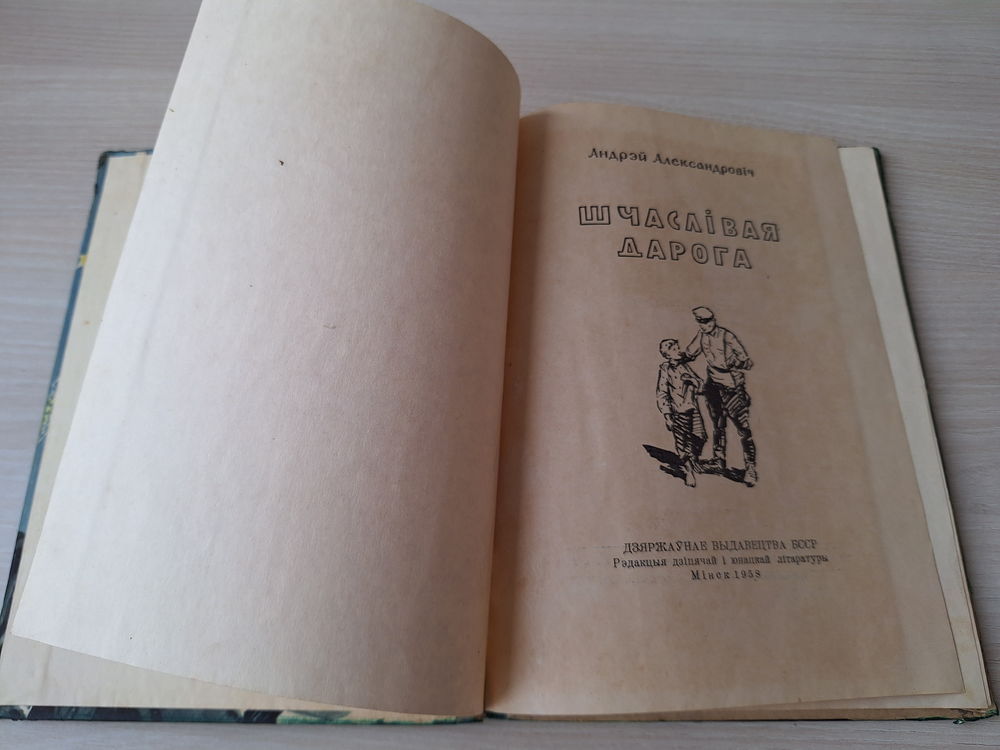 Андрэй Александровіч
ШЧАСЛІВАЯ
ДАРОГА
ДЗЯРЖАЎНАЕ ВЫДАВЕЦТВА БССР
Рэдакцыя дзіцячай і юнацкай літаратуры
Мінск 1958